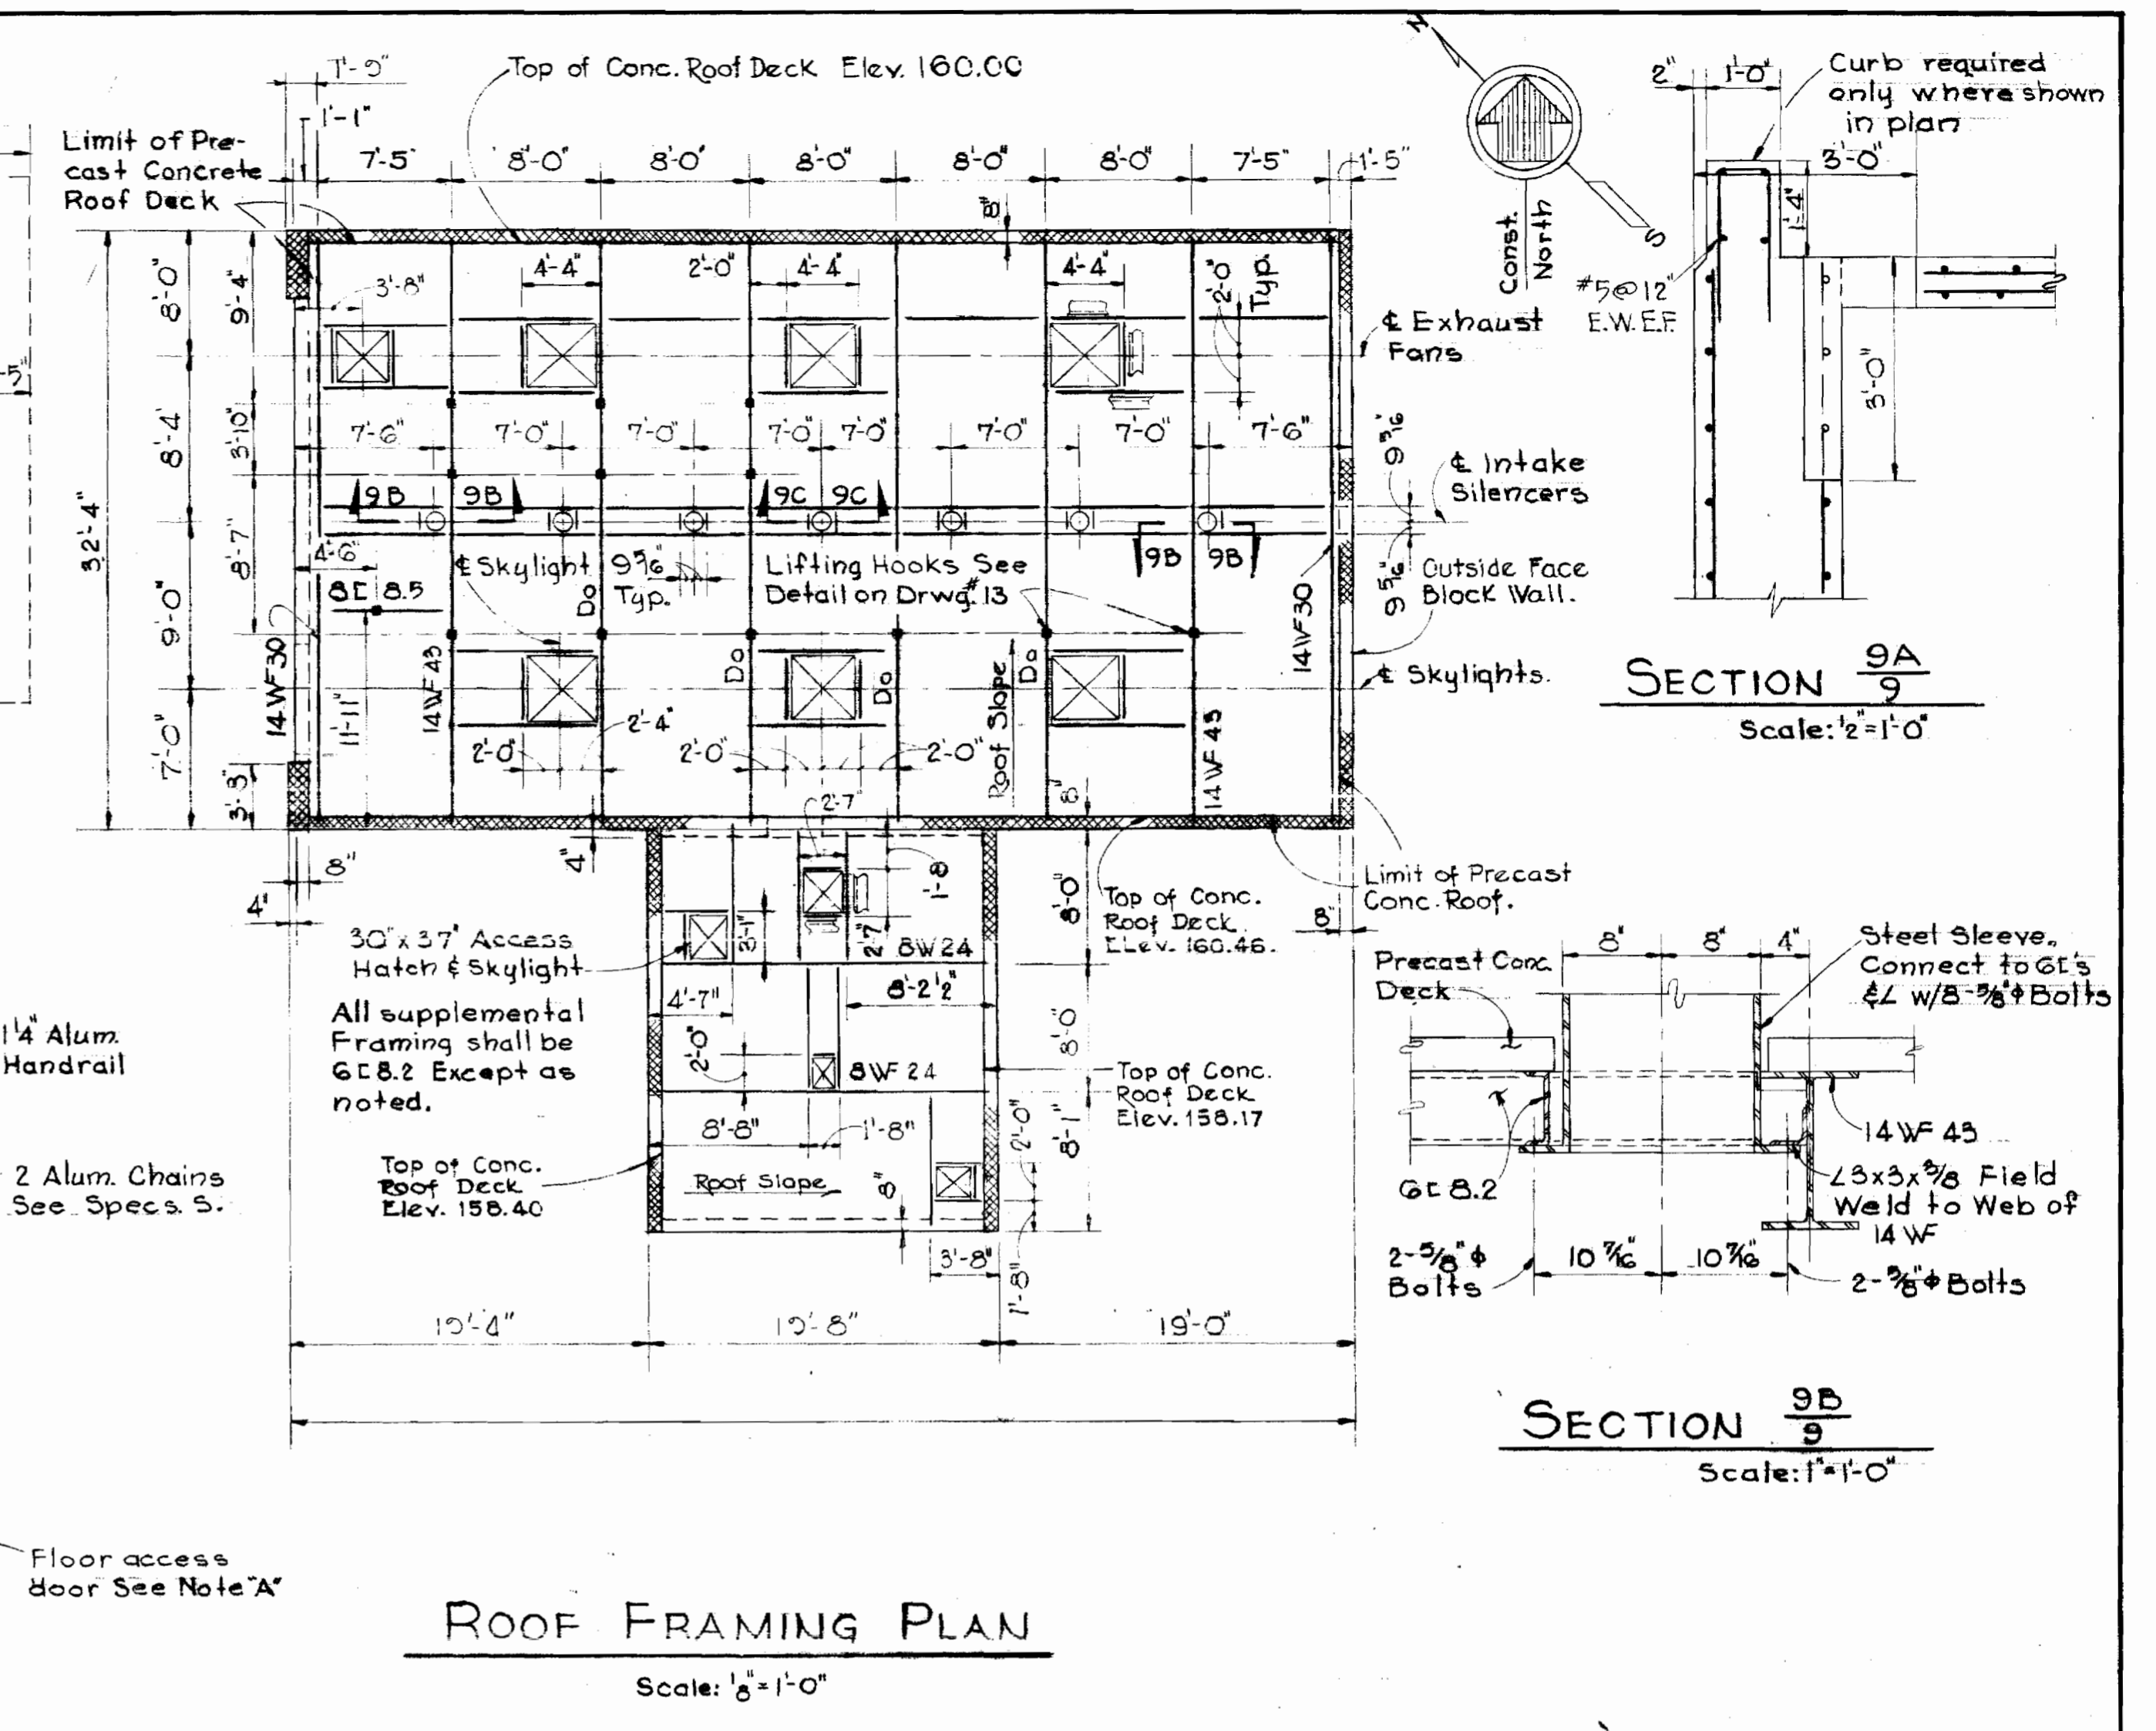 1'-9"
Top of Conc. Roof Deck Elev. 160.00
1'-1"
Limit of Pre-
cast Concrete
Roof Deck
7'-5" 8'-0" 8'-0" 8'-0" 8'-0" 8'-0" 7'-5" 1'-5"
8"
N
S
Const.
North
2" 1'-0"
Curb required
only where shown
in plan
3'-0"
1'-4"
#5@12"
E.W.E.F.
3'-0"
SECTION 9A
9
Scale: ½"=1'-0"
32'-4"
8'-0"
8'-4"
9'-0"
7'-0"
9'-4"
3'-10"
8'-7"
3'-3"
3'-8"
4'-4" 2'-0" 4'-4" 4'-4"
2'-0"
Typ.
℄ Exhaust
Fans
7'-6" 7'-0" 7'-0" 7'-0" 7'-0" 7'-0" 7'-0" 7'-6"
9 5/16"
℄ Intake
Silencers
9B 9B 9C 9C
9B 9B
4'-6"
8[ 8.5
℄ Skylight
9 5/16"
Typ.
Lifting Hooks See
Detail on Drwg. #13
9 5/16"
Outside Face
Block Wall.
14WF30
11'-11"
14WF43
Do
Do
Do
Do
Roof Slope
14WF43
14WF30
℄ Skylights.
2'-0" 2'-4" 2'-0" 2'-0"
8"
2'-7"
4"
8"
4"
1'-8
3'-1"
2'-7"
8W24
8'-0"
Top of Conc.
Roof Deck
Elev. 160.46.
Limit of Precast
Conc. Roof.
8"
30"x37" Access
Hatch & Skylight
All supplemental
Framing shall be
6[8.2 Except as
noted.
4'-7"
8'-2½"
2'-0"
8WF24
8'-0"
Top of Conc.
Roof Deck
Elev. 158.17
8'-8" 1'-8"
2'-0"
8'-1"
Top of Conc.
Roof Deck
Elev. 158.40
Roof Slope
8"
3'-8"
1'-8"
19'-4" 19'-8" 19'-0"
5"
1¼" Alum.
Handrail
2 Alum. Chains
See Specs. S.
Floor access
door See Note "A"
Precast Conc.
Deck
8" 8" 4"
Steel Sleeve.
Connect to 6['s
&∠ w/8-5/8"φ Bolts
14WF43
6[8.2
∠3x3x3/8 Field
Weld to Web of
14WF
2-5/8"φ
Bolts
10 7/16" 10 7/16"
2-5/8"φ Bolts
SECTION 9B
9
Scale: 1"=1'-0"
ROOF FRAMING PLAN
Scale: 1/8"=1'-0"